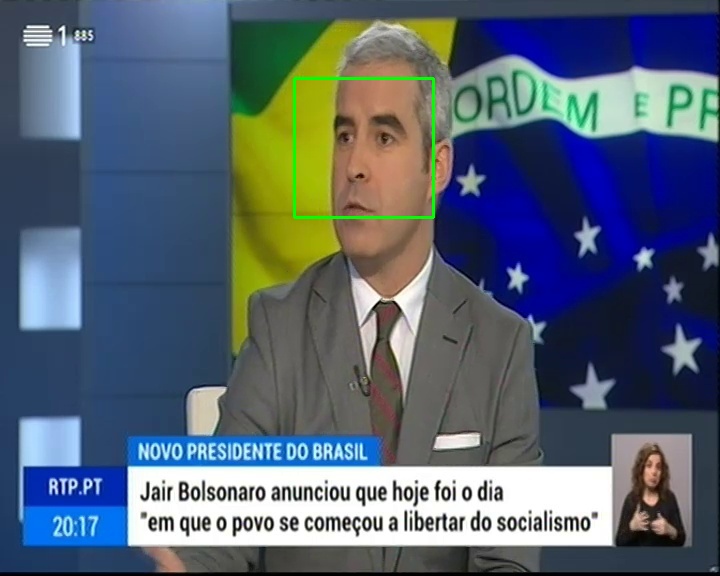 1 885
ORDEM E PR
NOVO PRESIDENTE DO BRASIL
RTP.PT
Jair Bolsonaro anunciou que hoje foi o dia
20:17
"em que o povo se começou a libertar do socialismo"